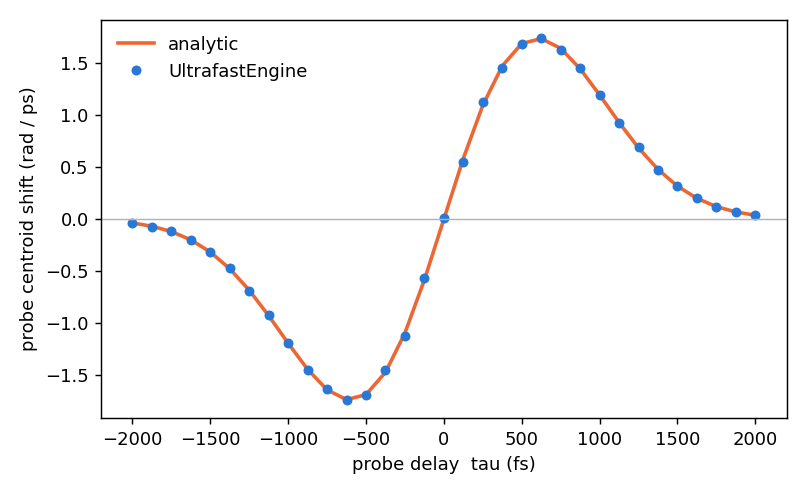 analytic
UltrafastEngine
probe centroid shift (rad / ps)
1.5
1.0
0.5
0.0
−0.5
−1.0
−1.5
−2000 −1500 −1000 −500 0 500 1000 1500 2000
probe delay  tau (fs)